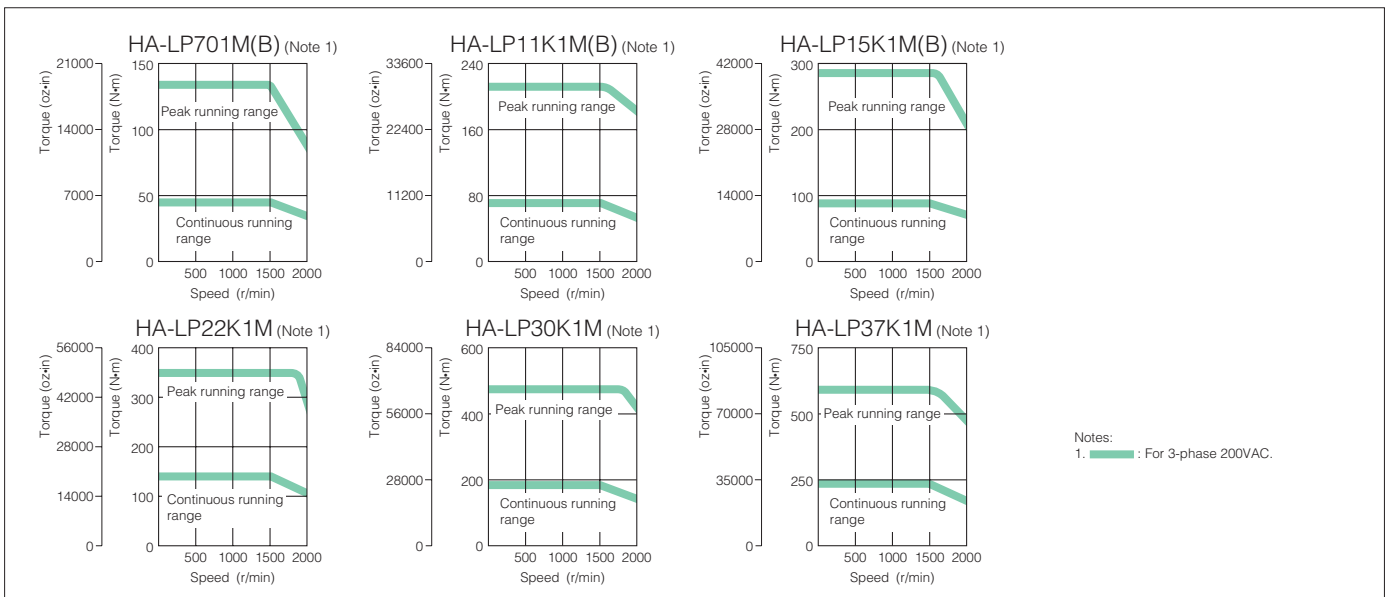 HA-LP701M(B) (Note 1)
Torque (oz•in)
21000
14000
7000
0
Torque (N•m)
150
100
50
0
Peak running range
Continuous running
range
500 1000 1500 2000
Speed (r/min)
HA-LP11K1M(B) (Note 1)
Torque (oz•in)
33600
22400
11200
0
Torque (N•m)
240
160
80
0
Peak running range
Continuous running
range
500 1000 1500 2000
Speed (r/min)
HA-LP15K1M(B) (Note 1)
Torque (oz•in)
42000
28000
14000
0
Torque (N•m)
300
200
100
0
Peak running range
Continuous running
range
500 1000 1500 2000
Speed (r/min)
HA-LP22K1M (Note 1)
Torque (oz•in)
56000
42000
28000
14000
0
Torque (N•m)
400
300
200
100
0
Peak running range
Continuous running
range
500 1000 1500 2000
Speed (r/min)
HA-LP30K1M (Note 1)
Torque (oz•in)
84000
56000
28000
0
Torque (N•m)
600
400
200
0
Peak running range
Continuous running
range
500 1000 1500 2000
Speed (r/min)
HA-LP37K1M (Note 1)
Torque (oz•in)
105000
70000
35000
0
Torque (N•m)
750
500
250
0
Peak running range
Continuous running
range
500 1000 1500 2000
Speed (r/min)
Notes:
1. : For 3-phase 200VAC.